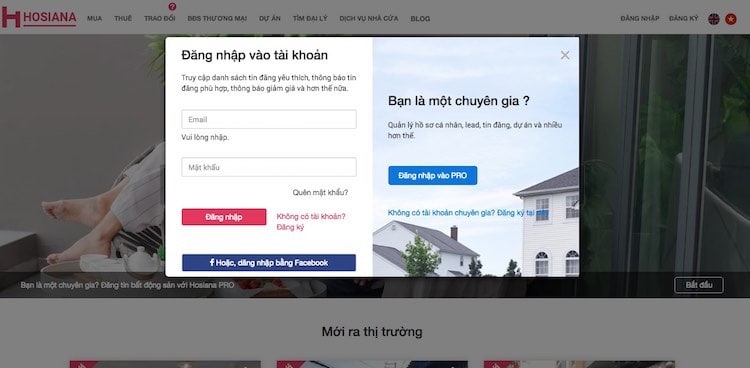 HOSIANA
MUA THUÊ TRAO ĐỔI ? BĐS THƯƠNG MẠI DỰ ÁN TÌM ĐẠI LÝ DỊCH VỤ NHÀ CỬA BLOG ĐĂNG NHẬP ĐĂNG KÝ
Đăng nhập vào tài khoản
Truy cập danh sách tin đăng yêu thích, thông báo tin
đăng phù hợp, thông báo giảm giá và hơn thế nữa.
Email
Vui lòng nhập.
Mật khẩu
Quên mật khẩu?
Đăng nhập
Không có tài khoản?
Đăng ký
f Hoặc, đăng nhập bằng Facebook
×
Bạn là một chuyên gia ?
Quản lý hồ sơ cá nhân, lead, tin đăng, dự án và nhiều
hơn thế.
Đăng nhập vào PRO
Không có tài khoản chuyên gia? Đăng ký tại
Bạn là một chuyên gia? Đăng tin bất động sản với Hosiana PRO
Bắt đầu
Mới ra thị trường